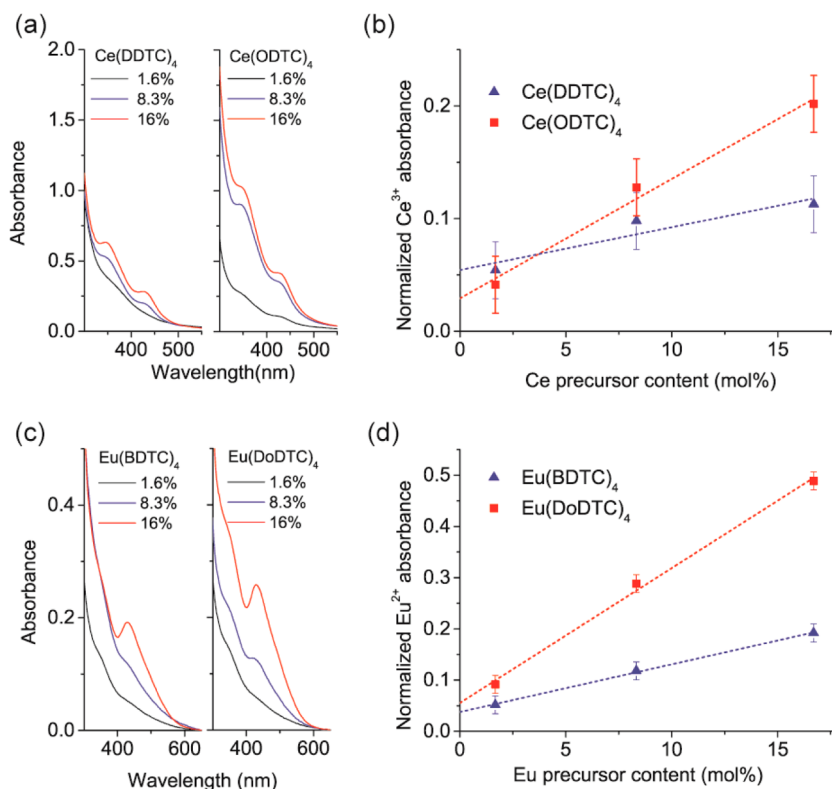 (a)
Ce(DDTC)4
1.6%
8.3%
16%
Ce(ODTC)4
1.6%
8.3%
16%
2.0
1.5
1.0
0.5
0.0
Absorbance
400
500
400
500
Wavelength(nm)
(b)
Ce(DDTC)4
Ce(ODTC)4
0.2
0.1
0.0
Normalized Ce3+ absorbance
0
5
10
15
Ce precursor content (mol%)
(c)
Eu(BDTC)4
1.6%
8.3%
16%
Eu(DoDTC)4
1.6%
8.3%
16%
0.4
0.2
0.0
Absorbance
400
600
400
600
Wavelength (nm)
(d)
Eu(BDTC)4
Eu(DoDTC)4
0.5
0.4
0.3
0.2
0.1
0.0
Normalized Eu2+ absorbance
0
5
10
15
Eu precursor content (mol%)